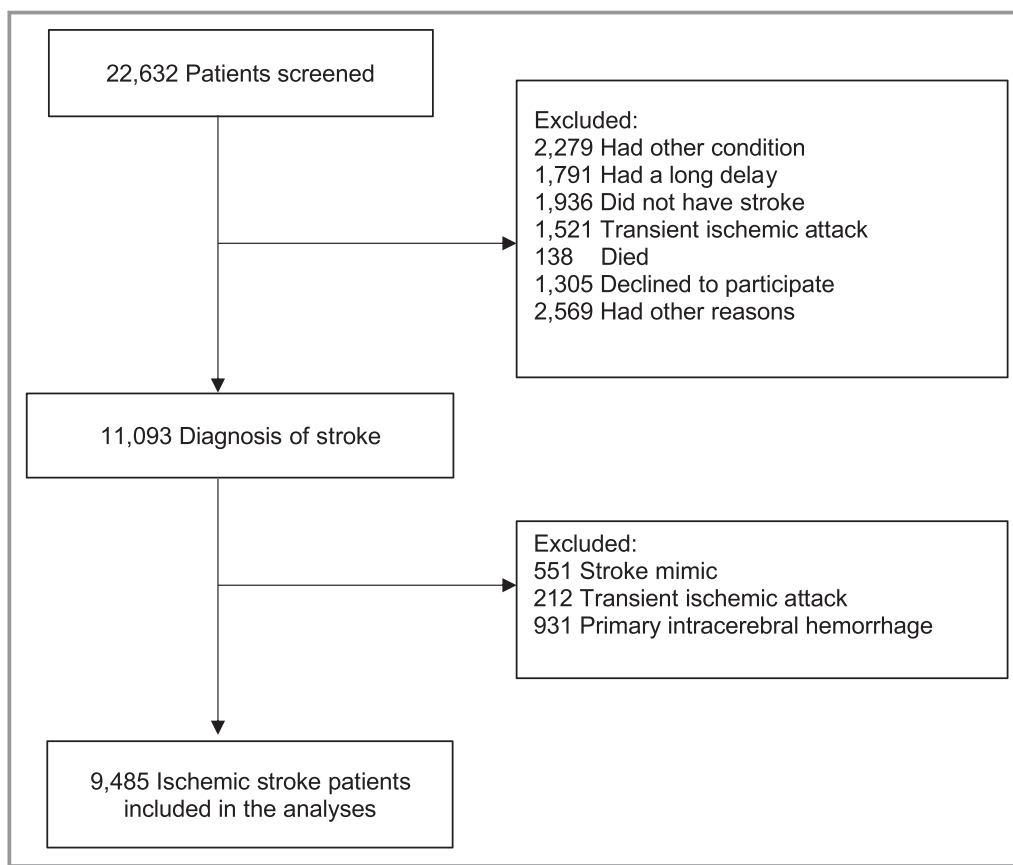 22,632 Patients screened
Excluded:
2,279 Had other condition
1,791 Had a long delay
1,936 Did not have stroke
1,521 Transient ischemic attack
138 Died
1,305 Declined to participate
2,569 Had other reasons
11,093 Diagnosis of stroke
Excluded:
551 Stroke mimic
212 Transient ischemic attack
931 Primary intracerebral hemorrhage
9,485 Ischemic stroke patients
included in the analyses